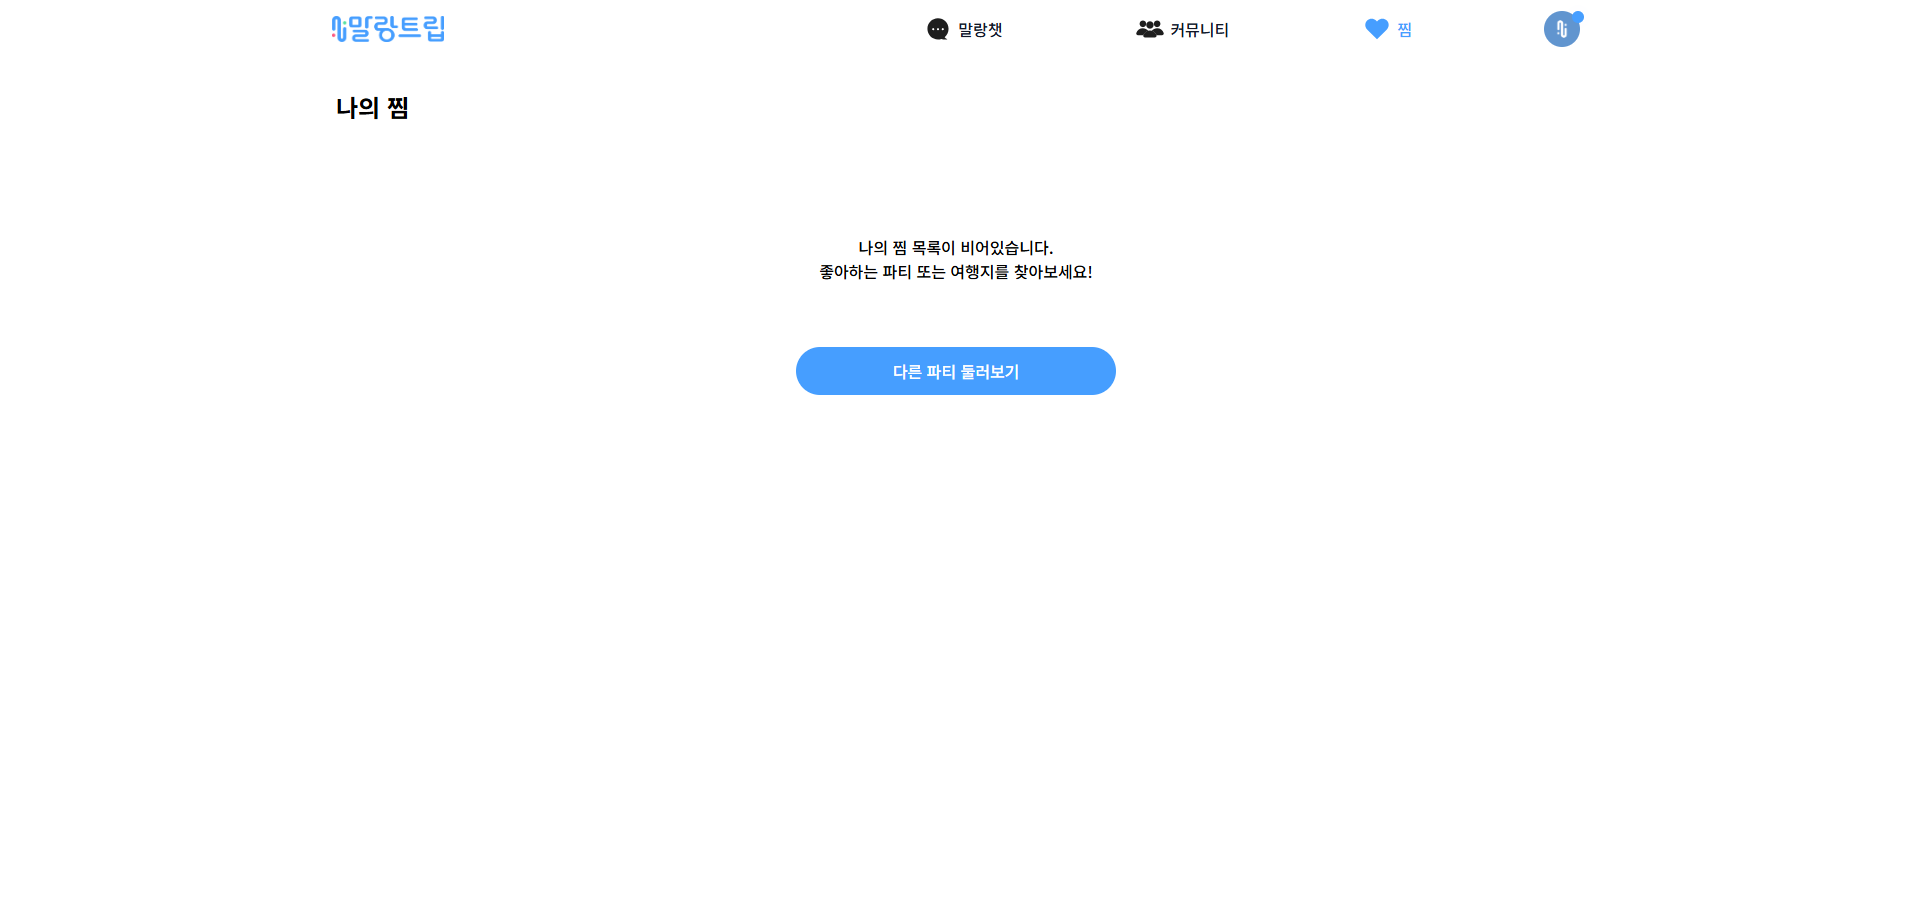 말랑트립
말랑챗
커뮤니티
찜
나의 찜
나의 찜 목록이 비어있습니다.
좋아하는 파티 또는 여행지를 찾아보세요!
다른 파티 둘러보기